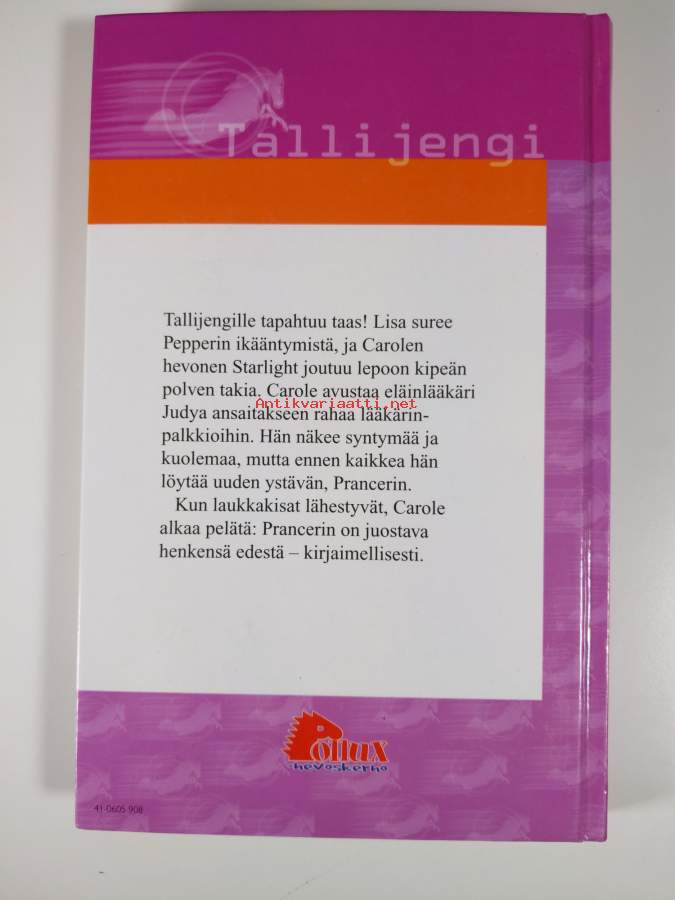 Tallijengi
Tallijengille tapahtuu taas! Lisa suree
Pepperin ikääntymistä, ja Carolen
hevonen Starlight joutuu lepoon kipeän
polven takia. Carole avustaa eläinlääkäri
Antikvariaatti.net
Judya ansaitakseen rahaa lääkärin-
palkkioihin. Hän näkee syntymää ja
kuolemaa, mutta ennen kaikkea hän
löytää uuden ystävän, Prancerin.
Kun laukkakisat lähestyvät, Carole
alkaa pelätä: Prancerin on juostava
henkensä edestä – kirjaimellisesti.
Pollux
hevoskerho
41-0605 908